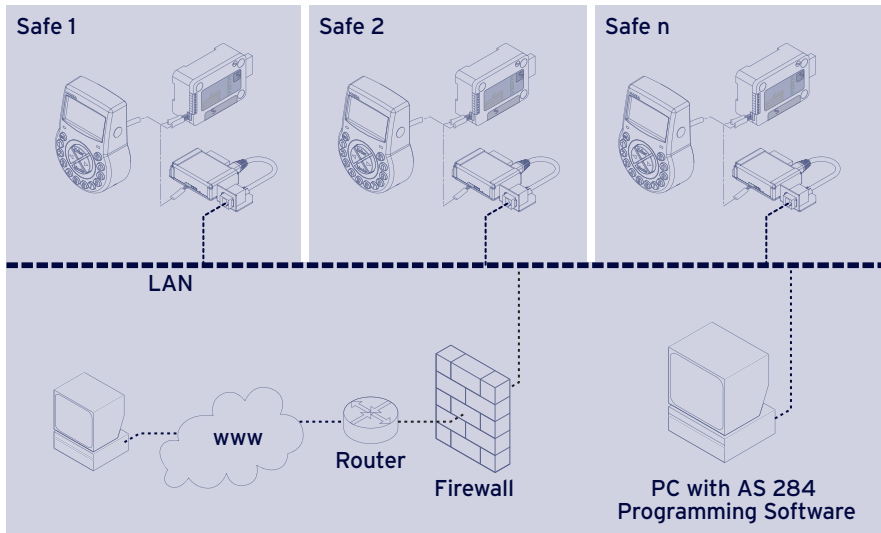 Safe 1
Safe 2
Safe n
LAN
www
Router
Firewall
PC with AS 284
Programming Software